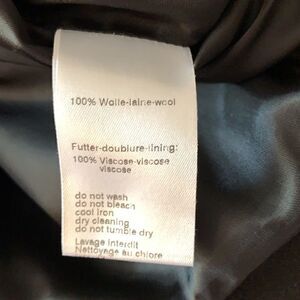 100% Wolle-laine-wool
Futter-doublure-lining:
100% Viscose-viscose
viscose
do not wash
do not bleach
cool iron
dry cleaning
do not tumble dry
Lavage interdit
Nettoyage au chlore